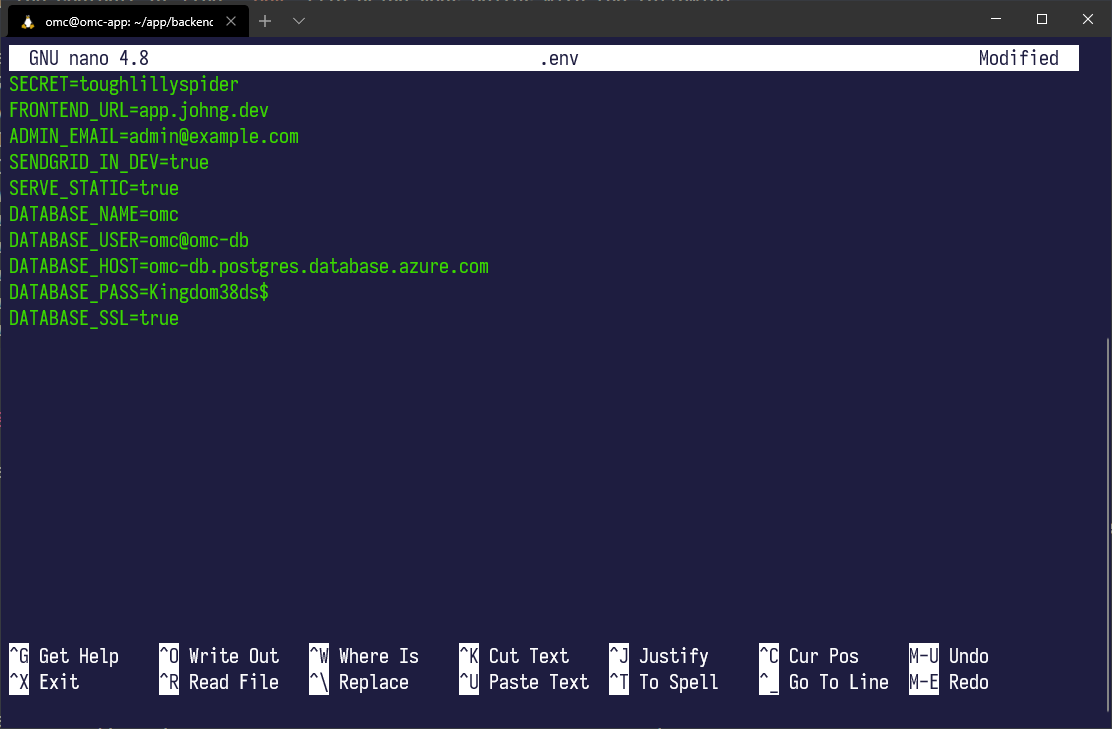 omc@omc-app: ~/app/backend
GNU nano 4.8 .env Modified
SECRET=toughlillyspider
FRONTEND_URL=app.johng.dev
ADMIN_EMAIL=admin@example.com
SENDGRID_IN_DEV=true
SERVE_STATIC=true
DATABASE_NAME=omc
DATABASE_USER=omc@omc-db
DATABASE_HOST=omc-db.postgres.database.azure.com
DATABASE_PASS=Kingdom38ds$
DATABASE_SSL=true
^G Get Help ^O Write Out ^W Where Is ^K Cut Text ^J Justify ^C Cur Pos M-U Undo
^X Exit ^R Read File ^\ Replace ^U Paste Text ^T To Spell ^_ Go To Line M-E Redo